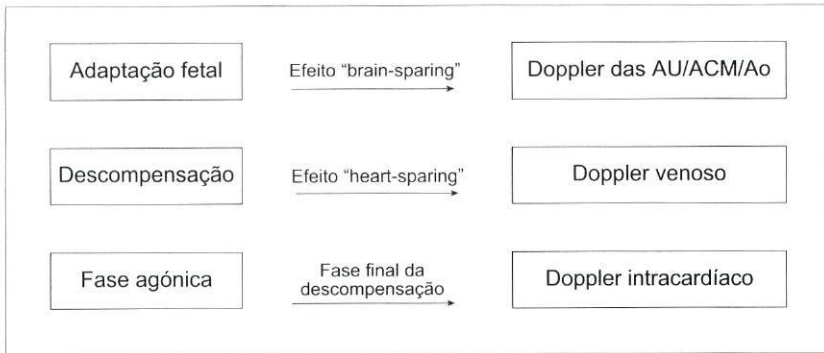 Adaptação fetal
Efeito “brain-sparing”
Doppler das AU/ACM/Ao
Descompensação
Efeito “heart-sparing”
Doppler venoso
Fase agónica
Fase final da
descompensação
Doppler intracardíaco